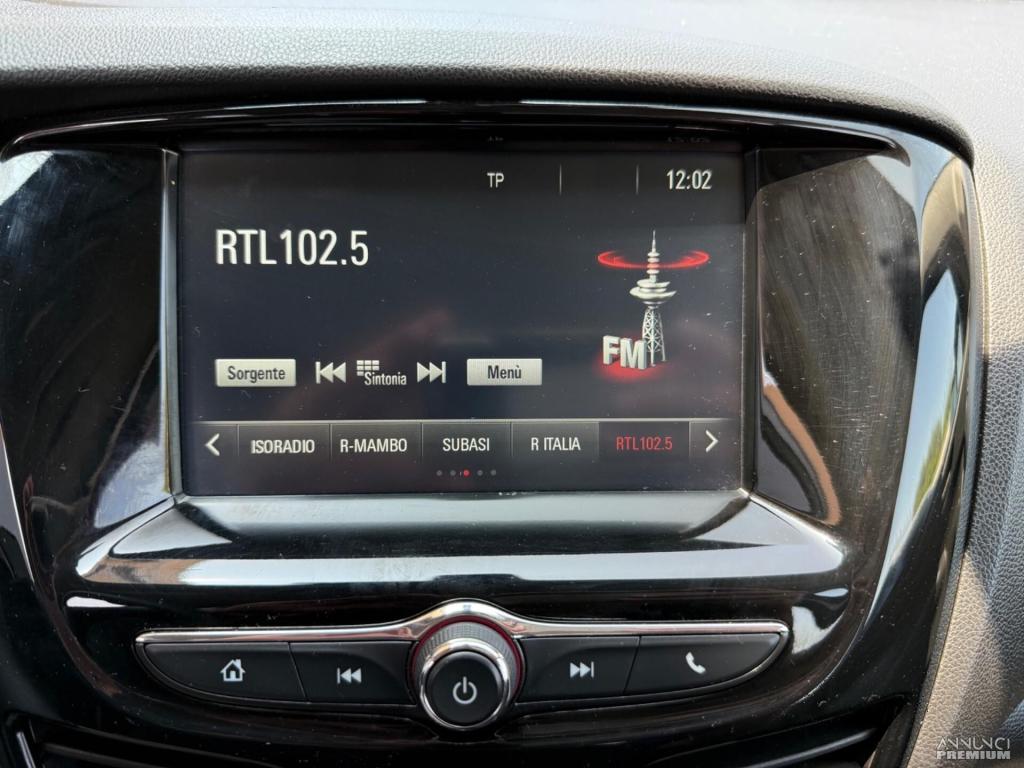 TP 12:02
RTL102.5
FM
Sorgente Sintonia Menù
ISORADIO R-MAMBO SUBASI R ITALIA RTL102.5
ANNUNCI
PREMIUM